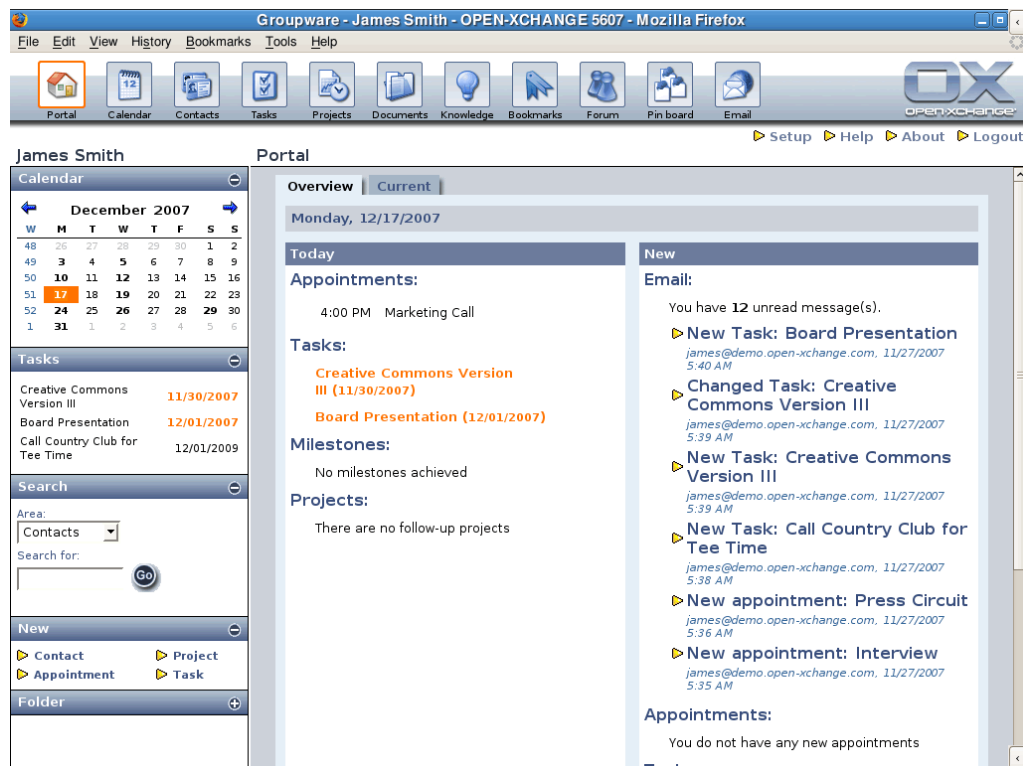 Groupware - James Smith - OPEN-XCHANGE 5607 - Mozilla Firefox
File Edit View History Bookmarks Tools Help
12
Portal Calendar Contacts Tasks Projects Documents Knowledge Bookmarks Forum Pin board Email
OX
OPEN-XCHANGE
Setup Help About Logout
James Smith
Portal
Calendar
December 2007
W M T W T F S S
48 26 27 28 29 30 1 2
49 3 4 5 6 7 8 9
50 10 11 12 13 14 15 16
51 17 18 19 20 21 22 23
52 24 25 26 27 28 29 30
1 31 1 2 3 4 5 6
Tasks
Creative Commons
Version III 11/30/2007
Board Presentation 12/01/2007
Call Country Club for
Tee Time 12/01/2009
Search
Area:
Contacts
Search for:
Go
New
Contact Project
Appointment Task
Folder
Overview Current
Monday, 12/17/2007
Today
Appointments:
4:00 PM Marketing Call
Tasks:
Creative Commons Version
III (11/30/2007)
Board Presentation (12/01/2007)
Milestones:
No milestones achieved
Projects:
There are no follow-up projects
New
Email:
You have 12 unread message(s).
New Task: Board Presentation
james@demo.open-xchange.com, 11/27/2007
5:40 AM
Changed Task: Creative
Commons Version III
james@demo.open-xchange.com, 11/27/2007
5:39 AM
New Task: Creative Commons
Version III
james@demo.open-xchange.com, 11/27/2007
5:39 AM
New Task: Call Country Club for
Tee Time
james@demo.open-xchange.com, 11/27/2007
5:38 AM
New appointment: Press Circuit
james@demo.open-xchange.com, 11/27/2007
5:36 AM
New appointment: Interview
james@demo.open-xchange.com, 11/27/2007
5:35 AM
Appointments:
You do not have any new appointments